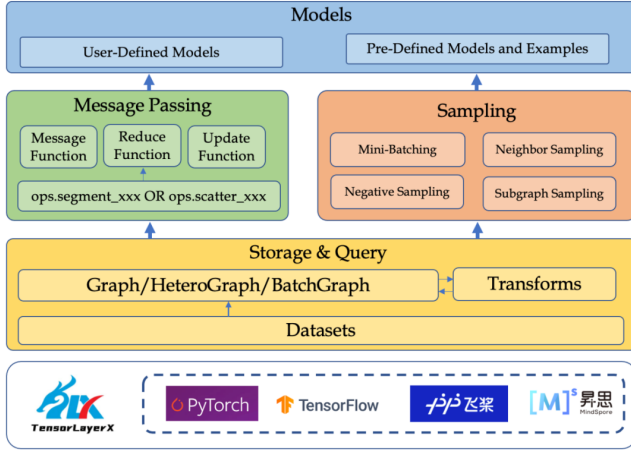 Models
User-Defined Models
Pre-Defined Models and Examples
Message Passing
Message
Function
Reduce
Function
Update
Function
ops.segment_xxx OR ops.scatter_xxx
Sampling
Mini-Batching
Neighbor Sampling
Negative Sampling
Subgraph Sampling
Storage & Query
Graph/HeteroGraph/BatchGraph
Transforms
Datasets
TLX
TensorLayerX
PyTorch
TensorFlow
飞桨
[M]s
昇思
MindSpore